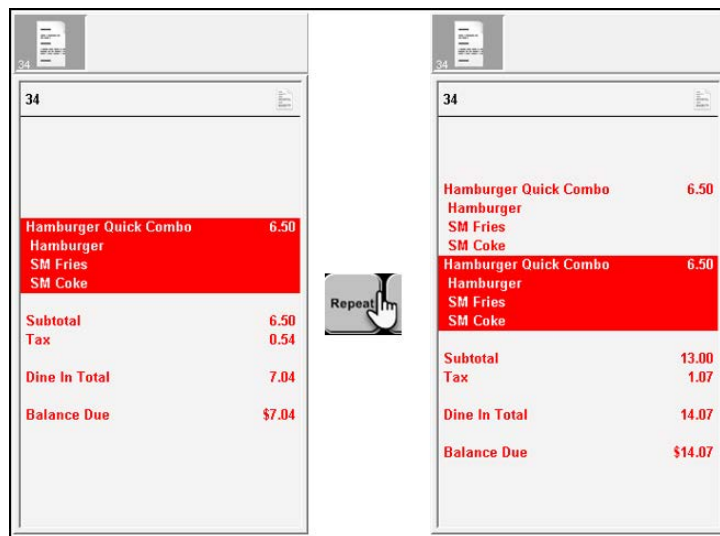 34
34
Hamburger Quick Combo 6.50
Hamburger
SM Fries
SM Coke
Subtotal 6.50
Tax 0.54
Dine In Total 7.04
Balance Due $7.04
Repeat
34
34
Hamburger Quick Combo 6.50
Hamburger
SM Fries
SM Coke
Hamburger Quick Combo 6.50
Hamburger
SM Fries
SM Coke
Subtotal 13.00
Tax 1.07
Dine In Total 14.07
Balance Due $14.07